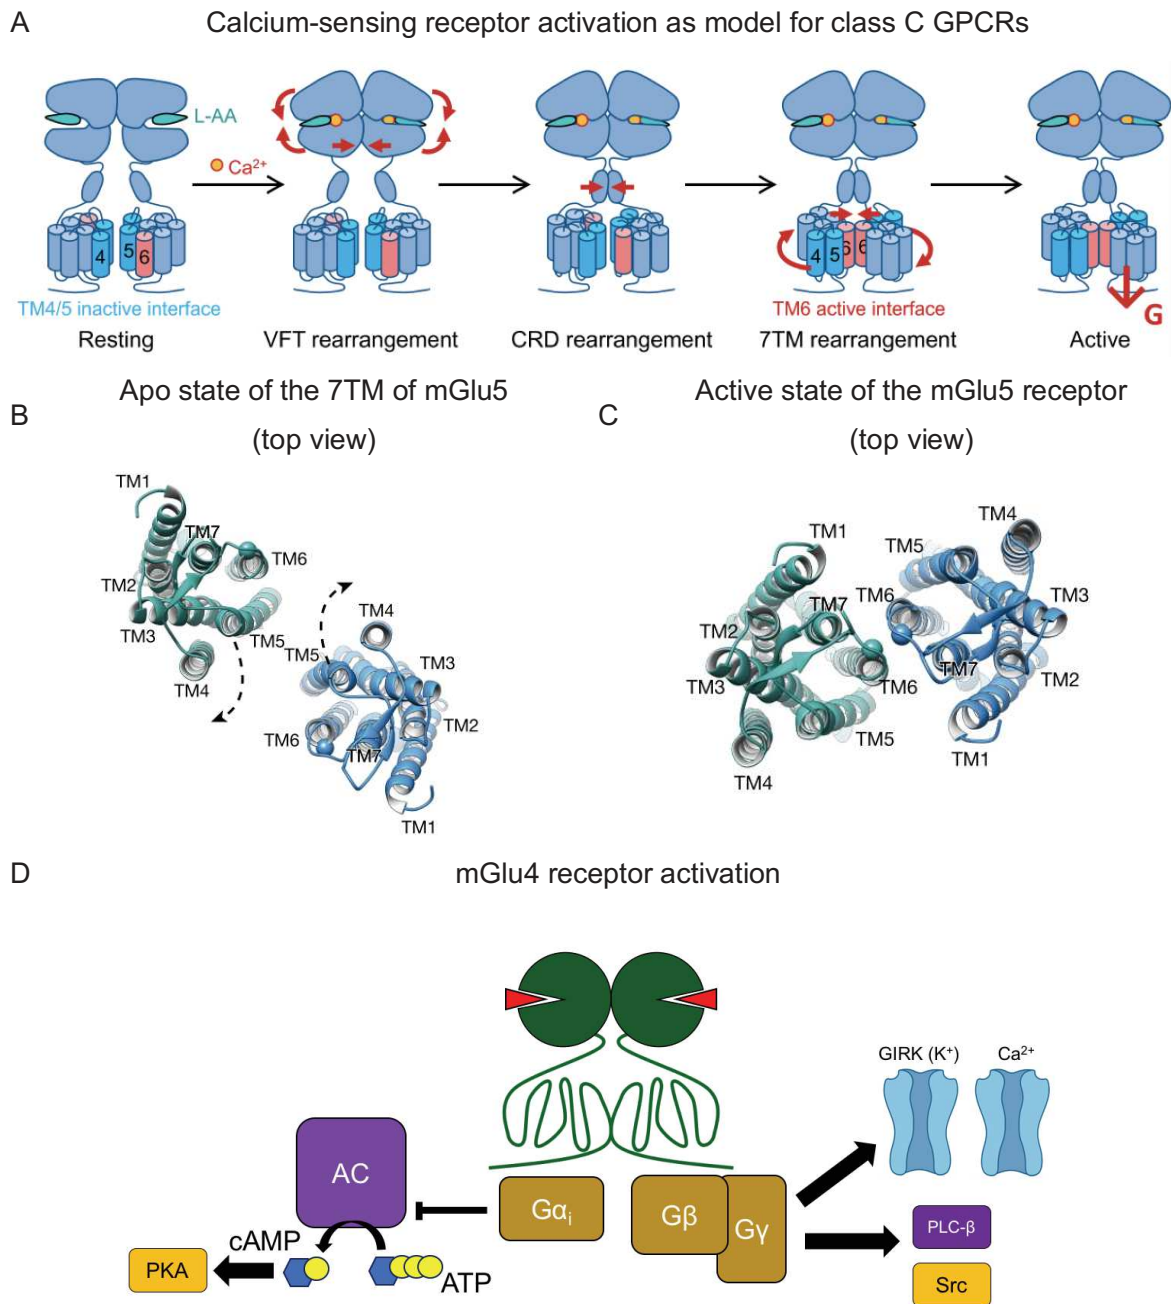 A
Calcium-sensing receptor activation as model for class C GPCRs
L-AA
Ca²⁺
4
5
6
4
5
6
6
G
TM4/5 inactive interface
TM6 active interface
Resting
VFT rearrangement
CRD rearrangement
7TM rearrangement
Active
B
Apo state of the 7TM of mGlu5
(top view)
TM1
TM7
TM6
TM2
TM3
TM5
TM4
TM4
TM5
TM3
TM2
TM6
TM7
TM1
C
Active state of the mGlu5 receptor
(top view)
TM4
TM1
TM5
TM6
TM3
TM7
TM2
TM3
TM6
TM7
TM2
TM5
TM4
TM1
D
mGlu4 receptor activation
GIRK (K⁺)
Ca²⁺
AC
Gαi
Gβ
Gγ
PLC-β
cAMP
PKA
ATP
Src